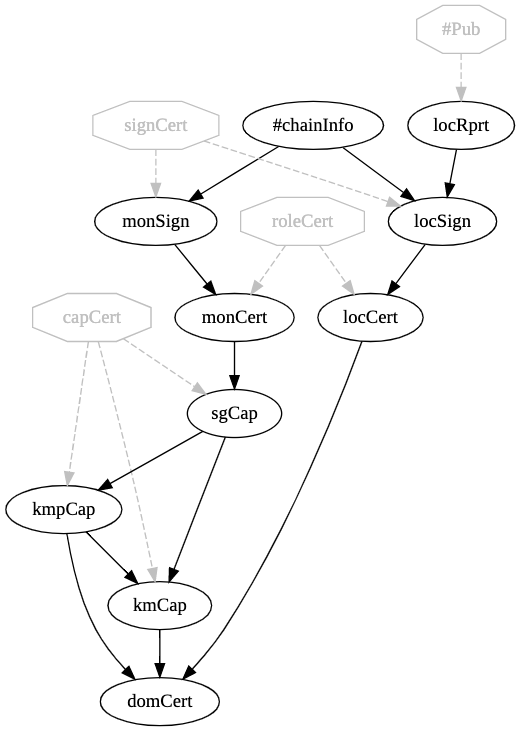 #Pub
signCert
#chainInfo
locRprt
monSign
roleCert
locSign
capCert
monCert
locCert
sgCap
kmpCap
kmCap
domCert